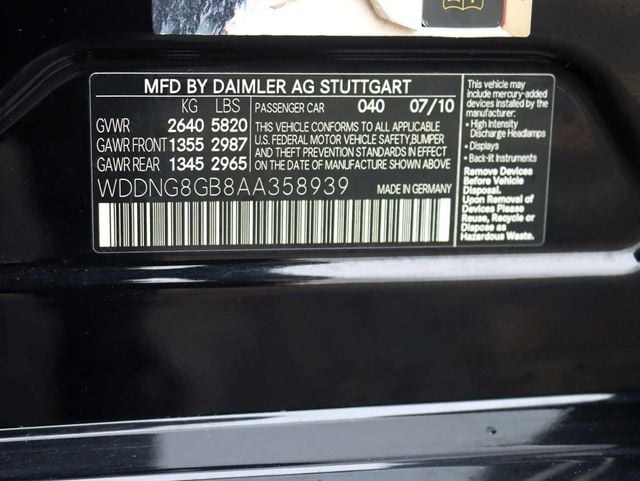 MFD BY DAIMLER AG STUTTGART
KG LBS PASSENGER CAR 040 07/10
GVWR 2640 5820
GAWR FRONT 1355 2987
GAWR REAR 1345 2965
THIS VEHICLE CONFORMS TO ALL APPLICABLE
U.S. FEDERAL MOTOR VEHICLE SAFETY,BUMPER
AND THEFT PREVENTION STANDARDS IN EFFECT
ON THE DATE OF MANUFACTURE SHOWN ABOVE
WDDNG8GB8AA358939 MADE IN GERMANY
This vehicle may
include mercury-added
devices installed by the
manufacturer:
• High Intensity
Discharge Headlamps
• Displays
• Back-lit Instruments
Remove Devices
Before Vehicle
Disposal.
Upon Removal of
Devices Please
Reuse, Recycle or
Dispose as
Hazardous Waste.